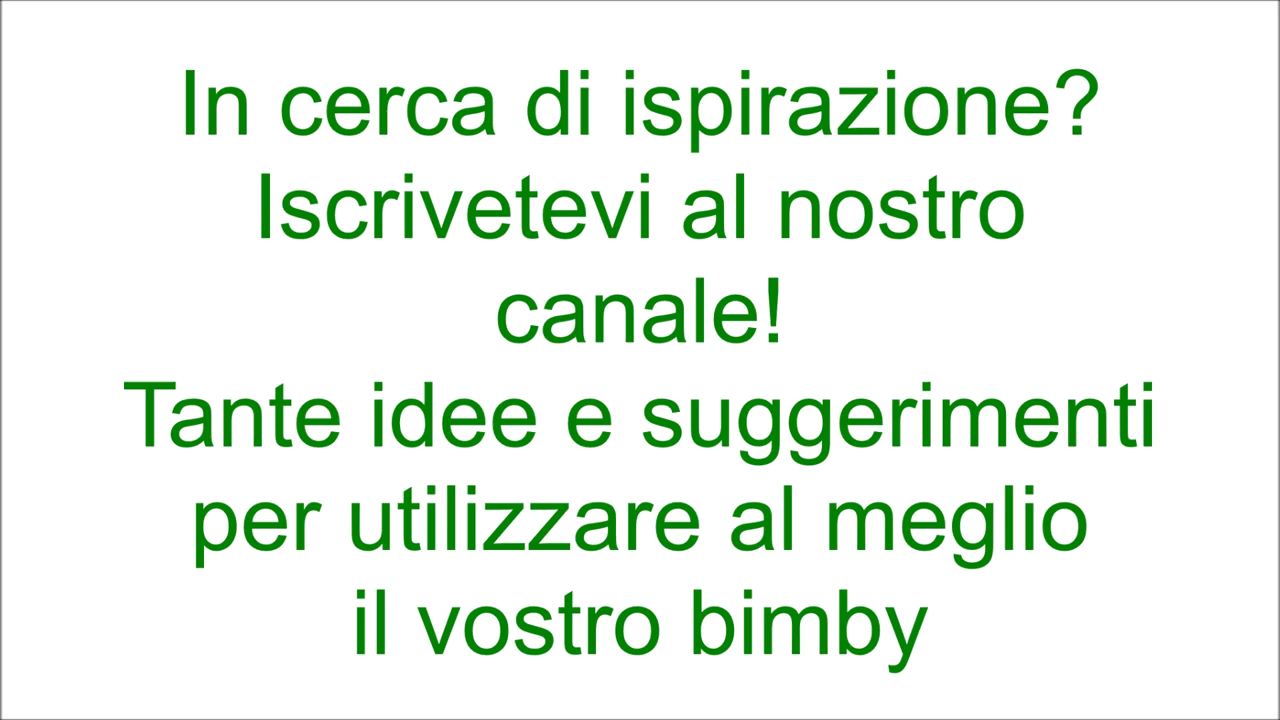 In cerca di ispirazione?
Iscrivetevi al nostro
canale!
Tante idee e suggerimenti
per utilizzare al meglio
il vostro bimby